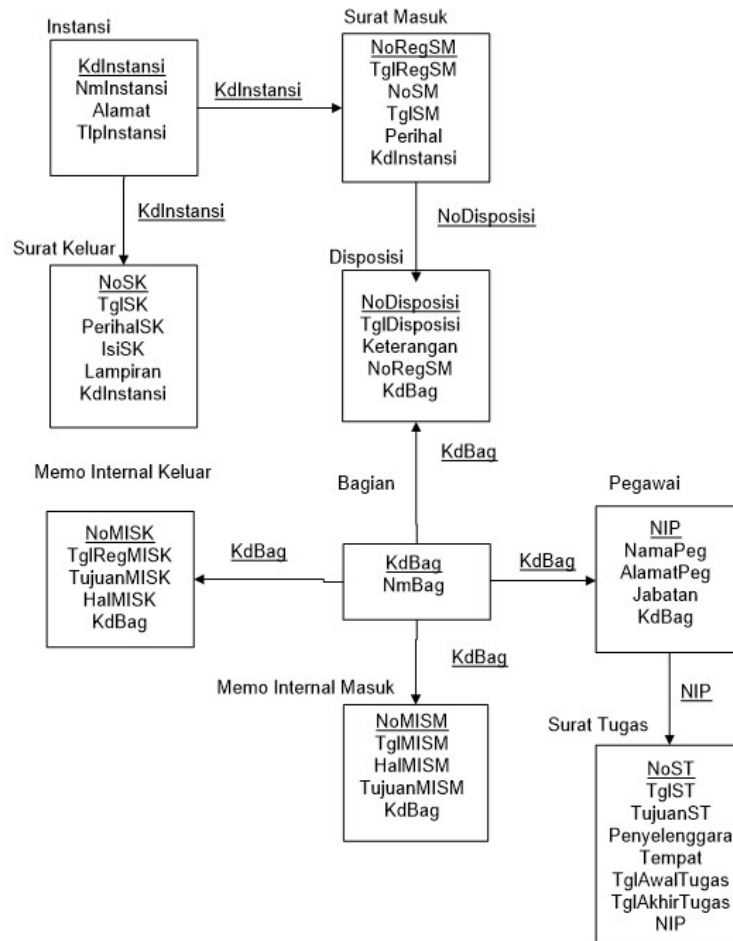 Instansi
KdInstansi
NmInstansi
Alamat
TlpInstansi
KdInstansi
Surat Masuk
NoRegSM
TglRegSM
NoSM
TglSM
Perihal
KdInstansi
KdInstansi
NoDisposisi
Surat Keluar
NoSK
TglSK
PerihalSK
IsiSK
Lampiran
KdInstansi
Disposisi
NoDisposisi
TglDisposisi
Keterangan
NoRegSM
KdBag
KdBag
Memo Internal Keluar
NoMISK
TglRegMISK
TujuanMISK
HalMISK
KdBag
KdBag
Bagian
KdBag
NmBag
KdBag
Pegawai
NIP
NamaPeg
AlamatPeg
Jabatan
KdBag
KdBag
NIP
Memo Internal Masuk
NoMISM
TglMISM
HalMISM
TujuanMISM
KdBag
Surat Tugas
NoST
TglST
TujuanST
Penyelenggara
Tempat
TglAwalTugas
TglAkhirTugas
NIP